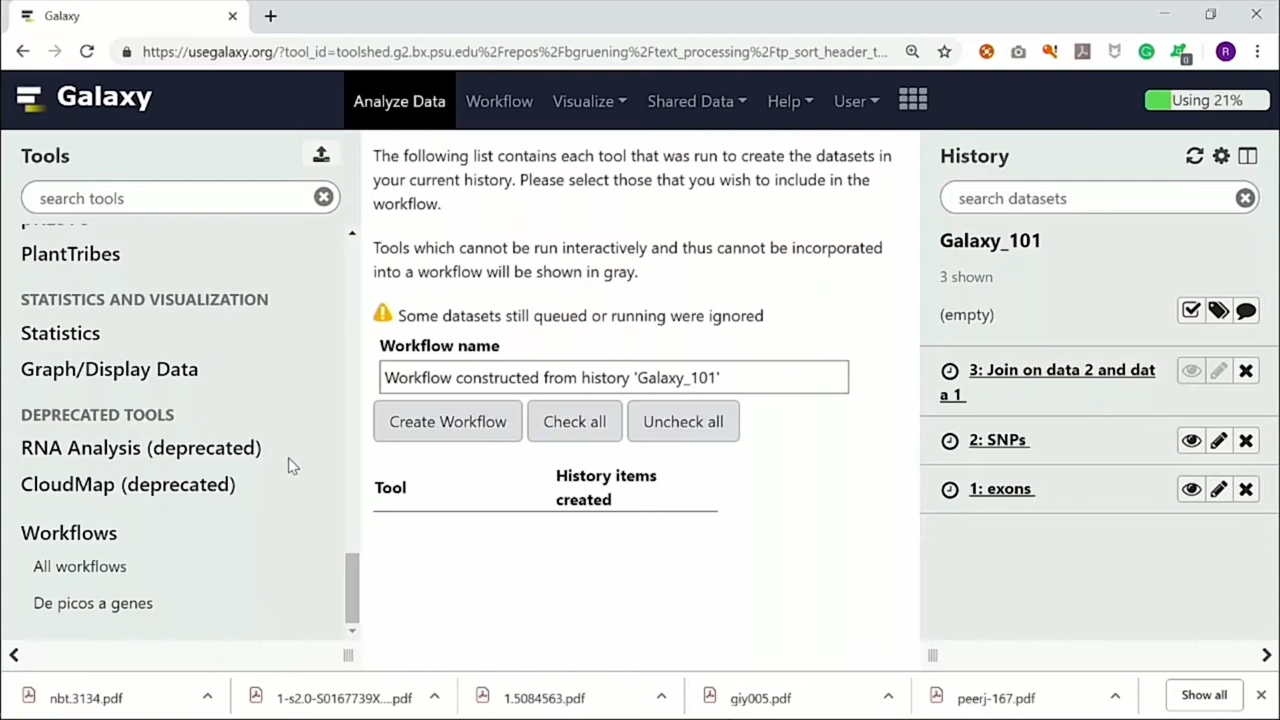 Galaxy
https://usegalaxy.org/?tool_id=toolshed.g2.bx.psu.edu%2Frepos%2Fbgruening%2Ftext_processing%2Ftp_sort_header_t...
0
R
Galaxy
Analyze Data
Workflow
Visualize
Shared Data
Help
User
Using 21%
Tools
search tools
PlantTribes
STATISTICS AND VISUALIZATION
Statistics
Graph/Display Data
DEPRECATED TOOLS
RNA Analysis (deprecated)
CloudMap (deprecated)
Workflows
All workflows
De picos a genes
The following list contains each tool that was run to create the datasets in
your current history. Please select those that you wish to include in the
workflow.
Tools which cannot be run interactively and thus cannot be incorporated
into a workflow will be shown in gray.
Some datasets still queued or running were ignored
Workflow name
Workflow constructed from history 'Galaxy_101'
Create Workflow
Check all
Uncheck all
Tool
History items
created
History
search datasets
Galaxy_101
3 shown
(empty)
3: Join on data 2 and dat
a 1
2: SNPs
1: exons
nbt.3134.pdf
1-s2.0-S0167739X....pdf
1.5084563.pdf
giy005.pdf
peerj-167.pdf
Show all